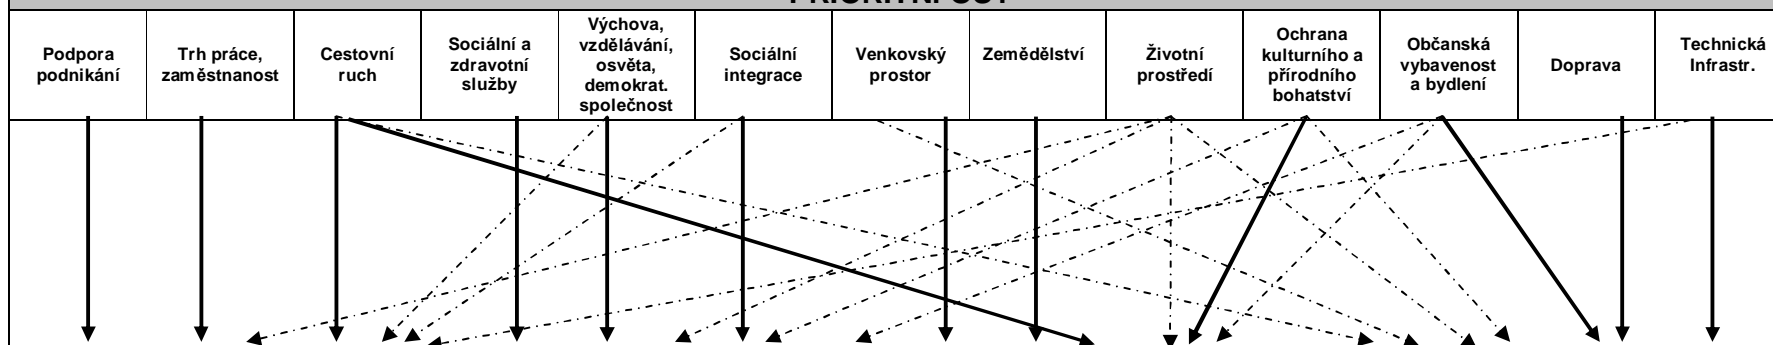 Podpora
podnikání
Trh práce,
zaměstnanost
Cestovní
ruch
Sociální a
zdravotní
služby
Výchova,
vzdělávání,
osvěta,
demokrat.
společnost
Sociální
integrace
Venkovský
prostor
Zemědělství
Životní
prostředí
Ochrana
kulturního a
přírodního
bohatství
Občanská
vybavenost
a bydlení
Doprava
Technická
Infrastr.